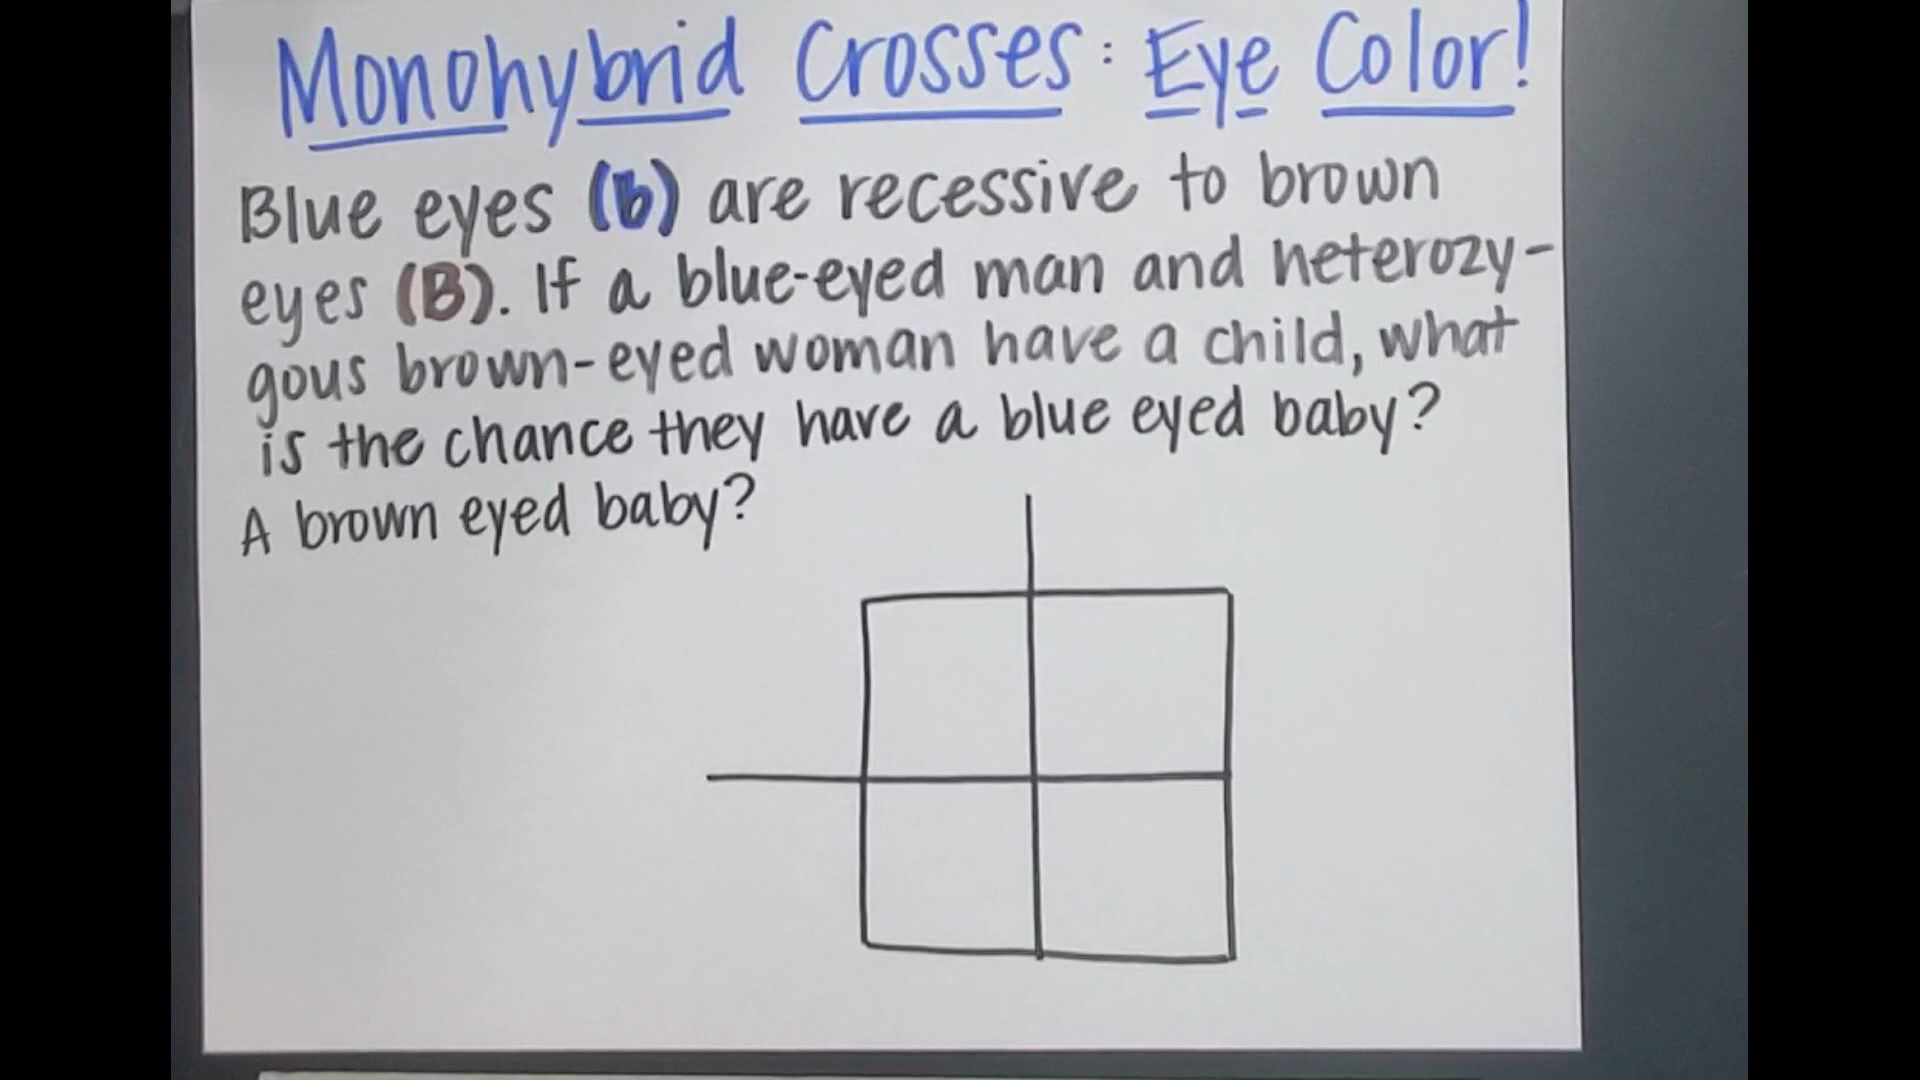 Monohybrid Crosses: Eye Color!
Blue eyes (b) are recessive to brown
eyes (B). If a blue-eyed man and heterozy-
gous brown-eyed woman have a child, what
is the chance they have a blue eyed baby?
A brown eyed baby?